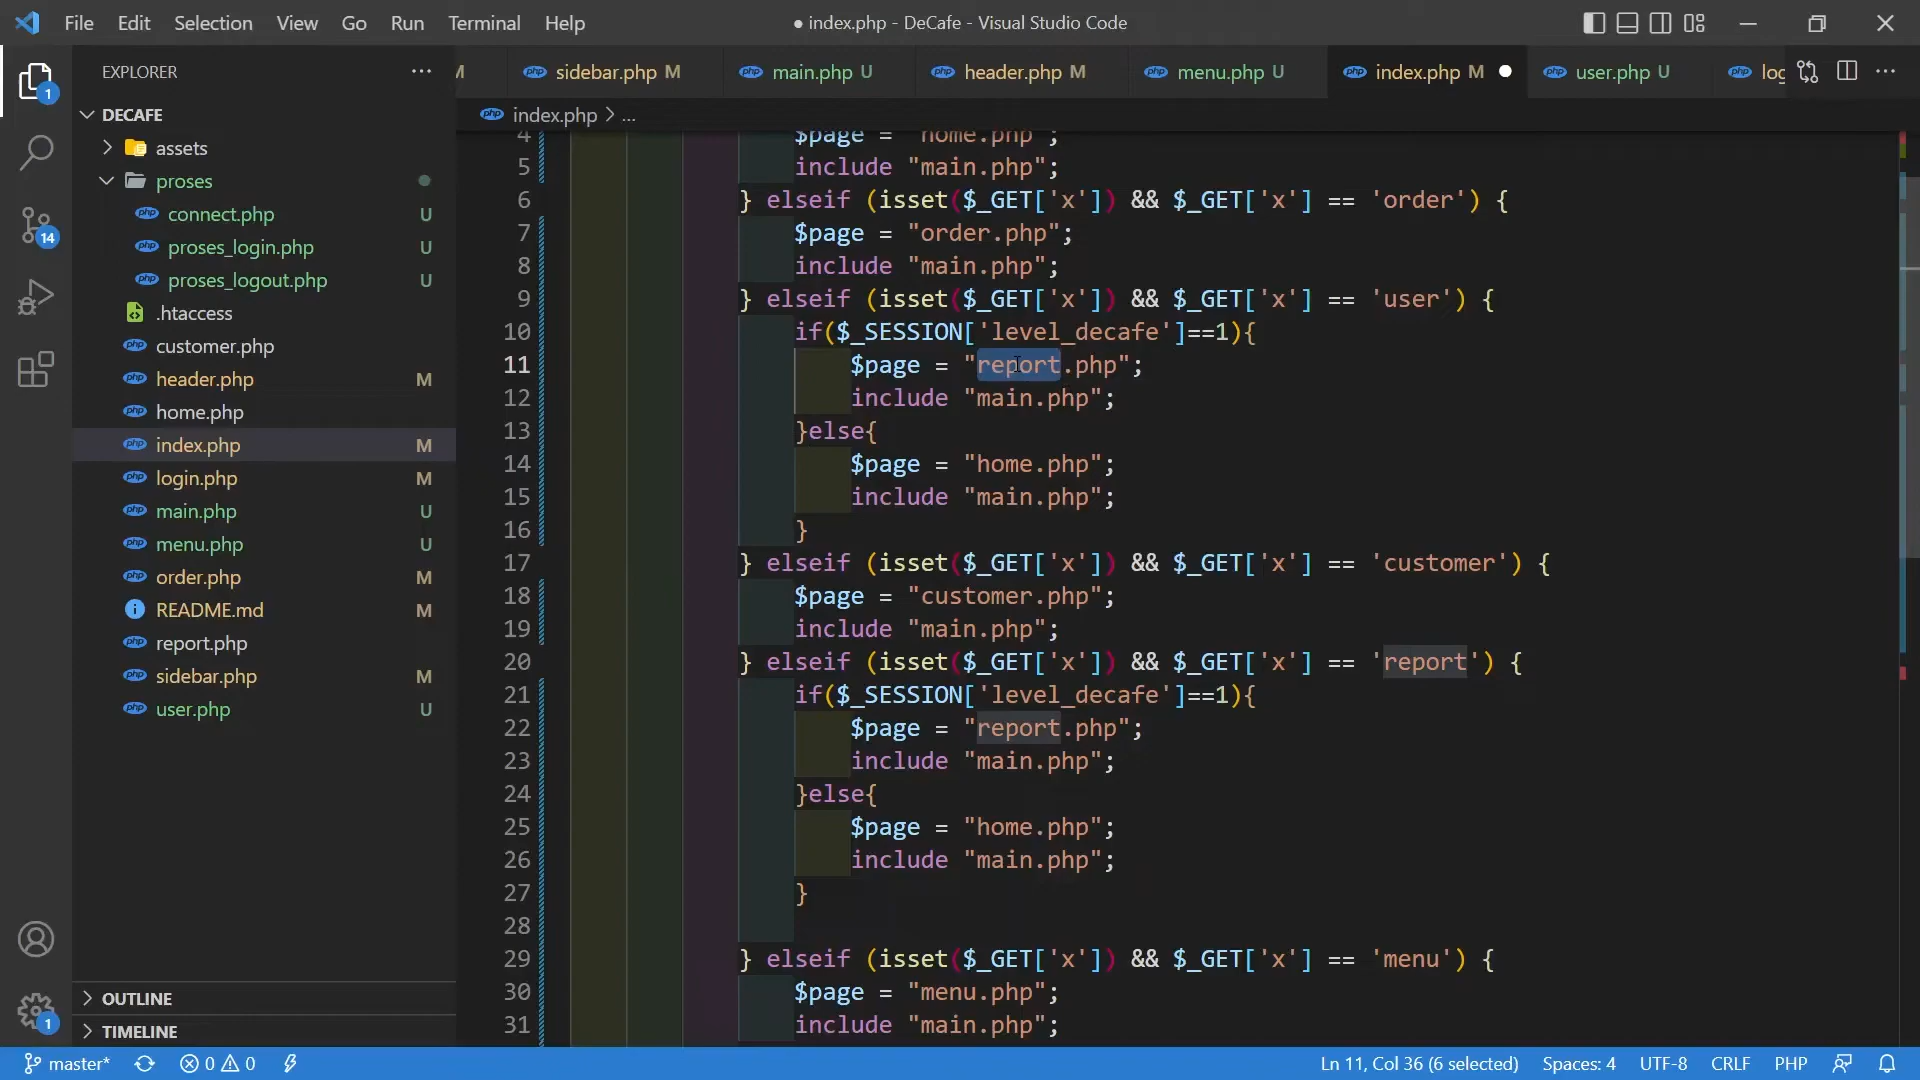 File Edit Selection View Go Run Terminal Help
● index.php - DeCafe - Visual Studio Code
EXPLORER
M
sidebar.php M
main.php U
header.php M
menu.php U
index.php M
user.php U
log
index.php > ...
DECAFE
assets
proses
connect.php U
proses_login.php U
proses_logout.php U
.htaccess
customer.php
header.php M
home.php
index.php M
login.php M
main.php U
menu.php U
order.php M
README.md M
report.php
sidebar.php M
user.php U
OUTLINE
TIMELINE
1
14
1
4 $page = "home.php";
5 include "main.php";
6 } elseif (isset($_GET['x']) && $_GET['x'] == 'order') {
7 $page = "order.php";
8 include "main.php";
9 } elseif (isset($_GET['x']) && $_GET['x'] == 'user') {
10 if($_SESSION['level_decafe']==1){
11 $page = "report.php";
12 include "main.php";
13 }else{
14 $page = "home.php";
15 include "main.php";
16 }
17 } elseif (isset($_GET['x']) && $_GET['x'] == 'customer') {
18 $page = "customer.php";
19 include "main.php";
20 } elseif (isset($_GET['x']) && $_GET['x'] == 'report') {
21 if($_SESSION['level_decafe']==1){
22 $page = "report.php";
23 include "main.php";
24 }else{
25 $page = "home.php";
26 include "main.php";
27 }
28
29 } elseif (isset($_GET['x']) && $_GET['x'] == 'menu') {
30 $page = "menu.php";
31 include "main.php";
master* 0 0 Ln 11, Col 36 (6 selected) Spaces: 4 UTF-8 CRLF PHP